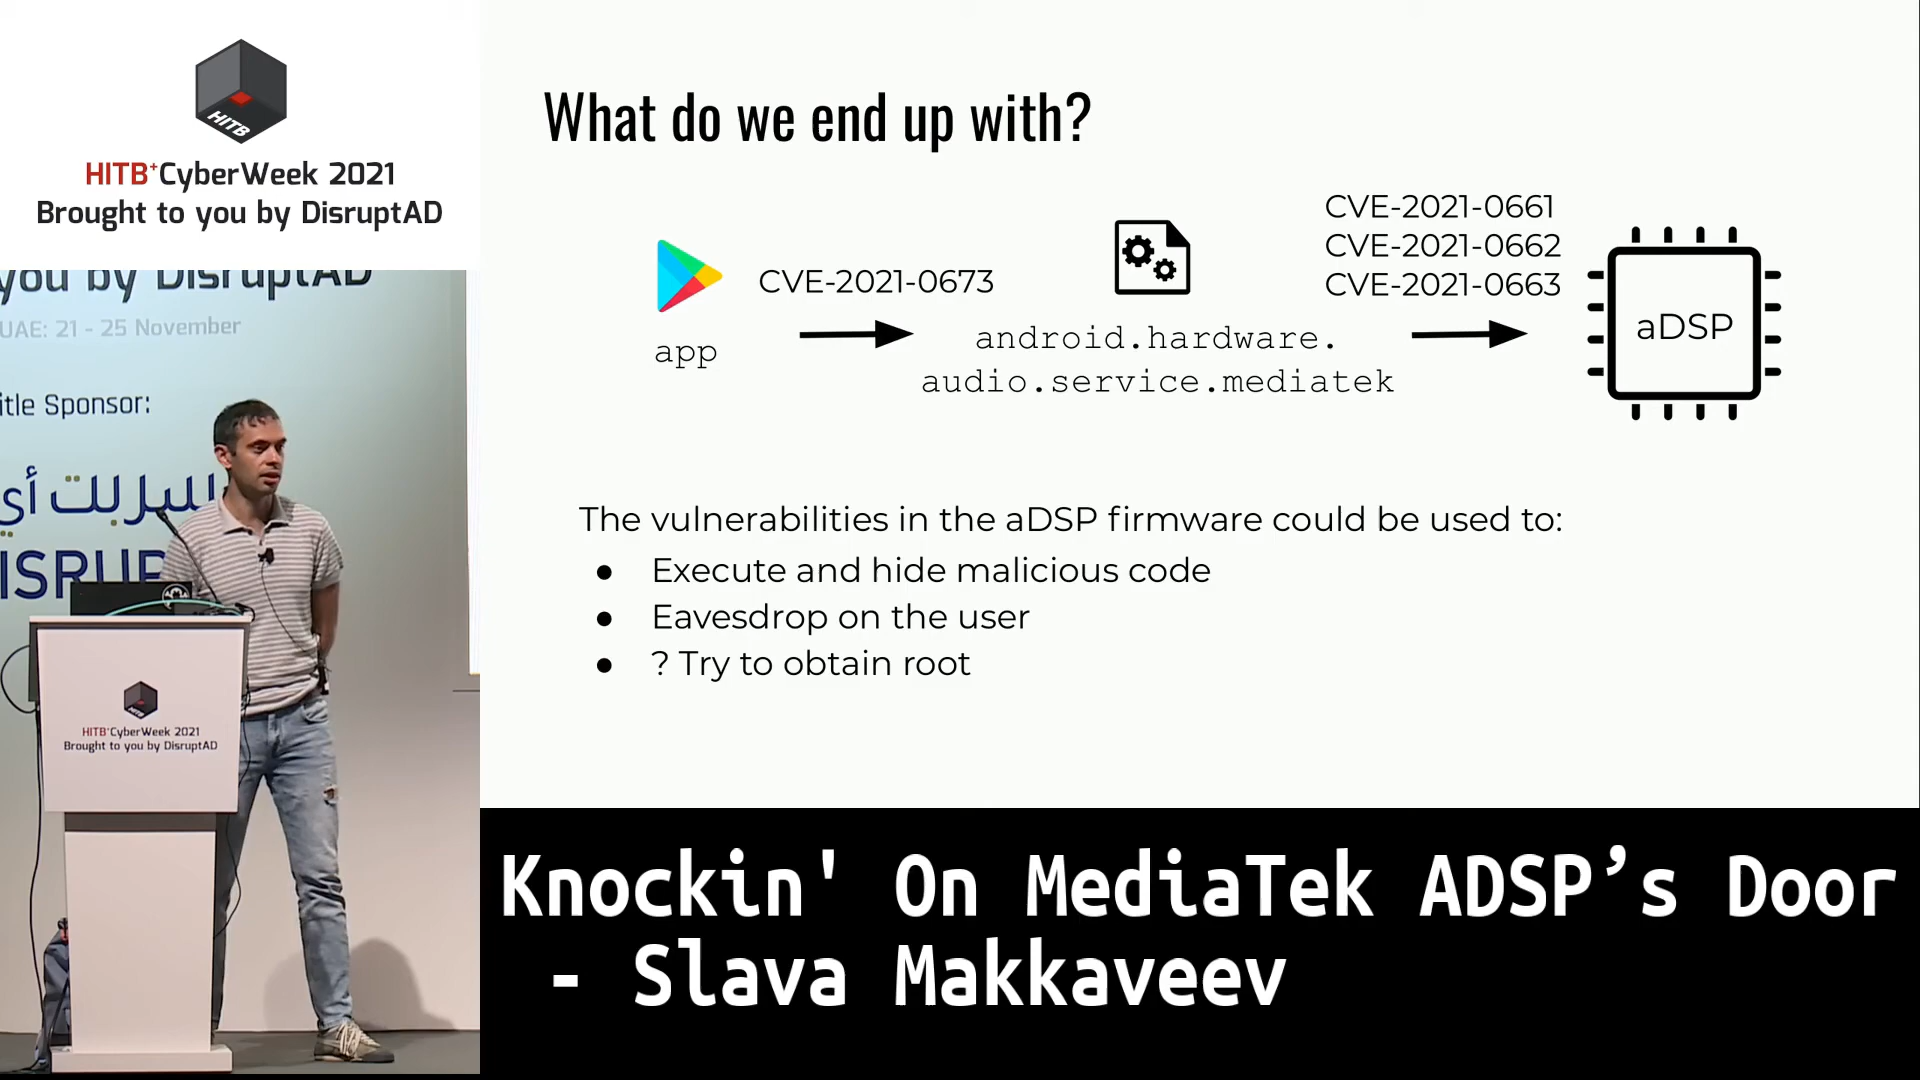 HITB
HITB+CyberWeek 2021
Brought to you by DisruptAD
you by DisruptAD
UAE: 21 - 25 November
itle Sponsor:
ISRUP
HITB+CyberWeek 2021
Brought to you by DisruptAD
What do we end up with?
CVE-2021-0673
app
android.hardware.
audio.service.mediatek
CVE-2021-0661
CVE-2021-0662
CVE-2021-0663
aDSP
The vulnerabilities in the aDSP firmware could be used to:
● Execute and hide malicious code
● Eavesdrop on the user
● ? Try to obtain root
Knockin' On MediaTek ADSP’s Door
- Slava Makkaveev